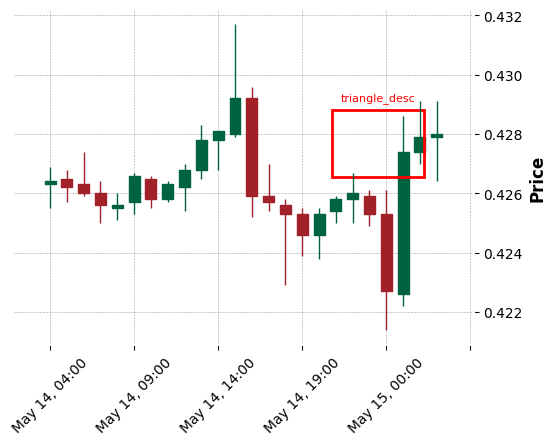 triangle_desc
0.432
0.430
0.428
0.426
0.424
0.422
Price
May 14, 04:00
May 14, 09:00
May 14, 14:00
May 14, 19:00
May 15, 00:00